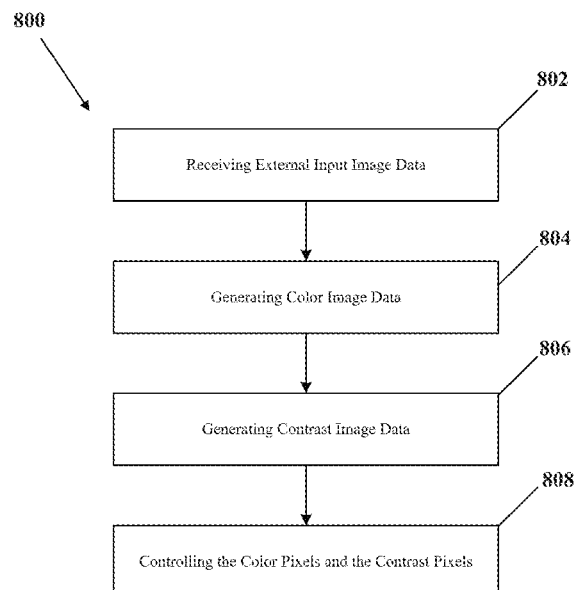 800
802
Receiving External Input Image Data
804
Generating Color Image Data
806
Generating Contrast Image Data
808
Controlling the Color Pixels and the Contrast Pixels